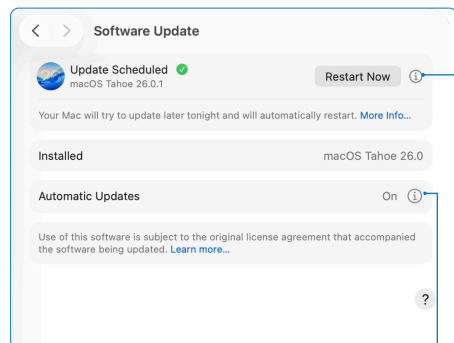 Software Update
Update Scheduled
macOS Tahoe 26.0.1
Restart Now
Your Mac will try to update later tonight and will automatically restart. More Info...
Installed
macOS Tahoe 26.0
Automatic Updates
On
Use of this software is subject to the original license agreement that accompanied
the software being updated. Learn more...
?